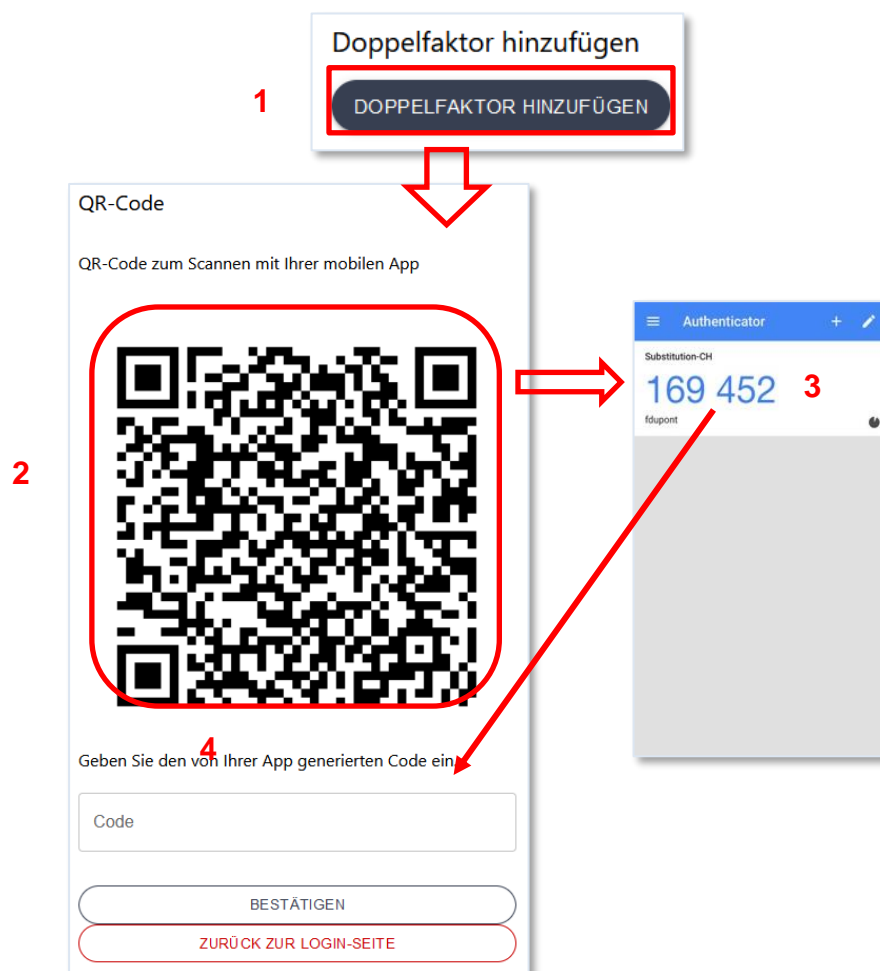 Doppelfaktor hinzufügen
1
DOPPELFAKTOR HINZUFÜGEN
QR-Code
QR-Code zum Scannen mit Ihrer mobilen App
2
Authenticator
Substitution-CH
169 452
3
fdupont
4
Geben Sie den von Ihrer App generierten Code ein.
Code
BESTÄTIGEN
ZURÜCK ZUR LOGIN-SEITE